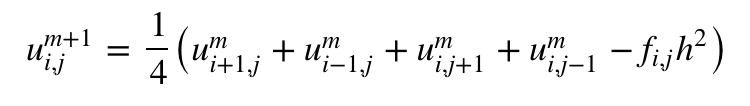 $u_{i,j}^{m+1} = \frac{1}{4}\left(u_{i+1,j}^{m} + u_{i-1,j}^{m} + u_{i,j+1}^{m} + u_{i,j-1}^{m} - f_{i,j}h^{2}\right)$